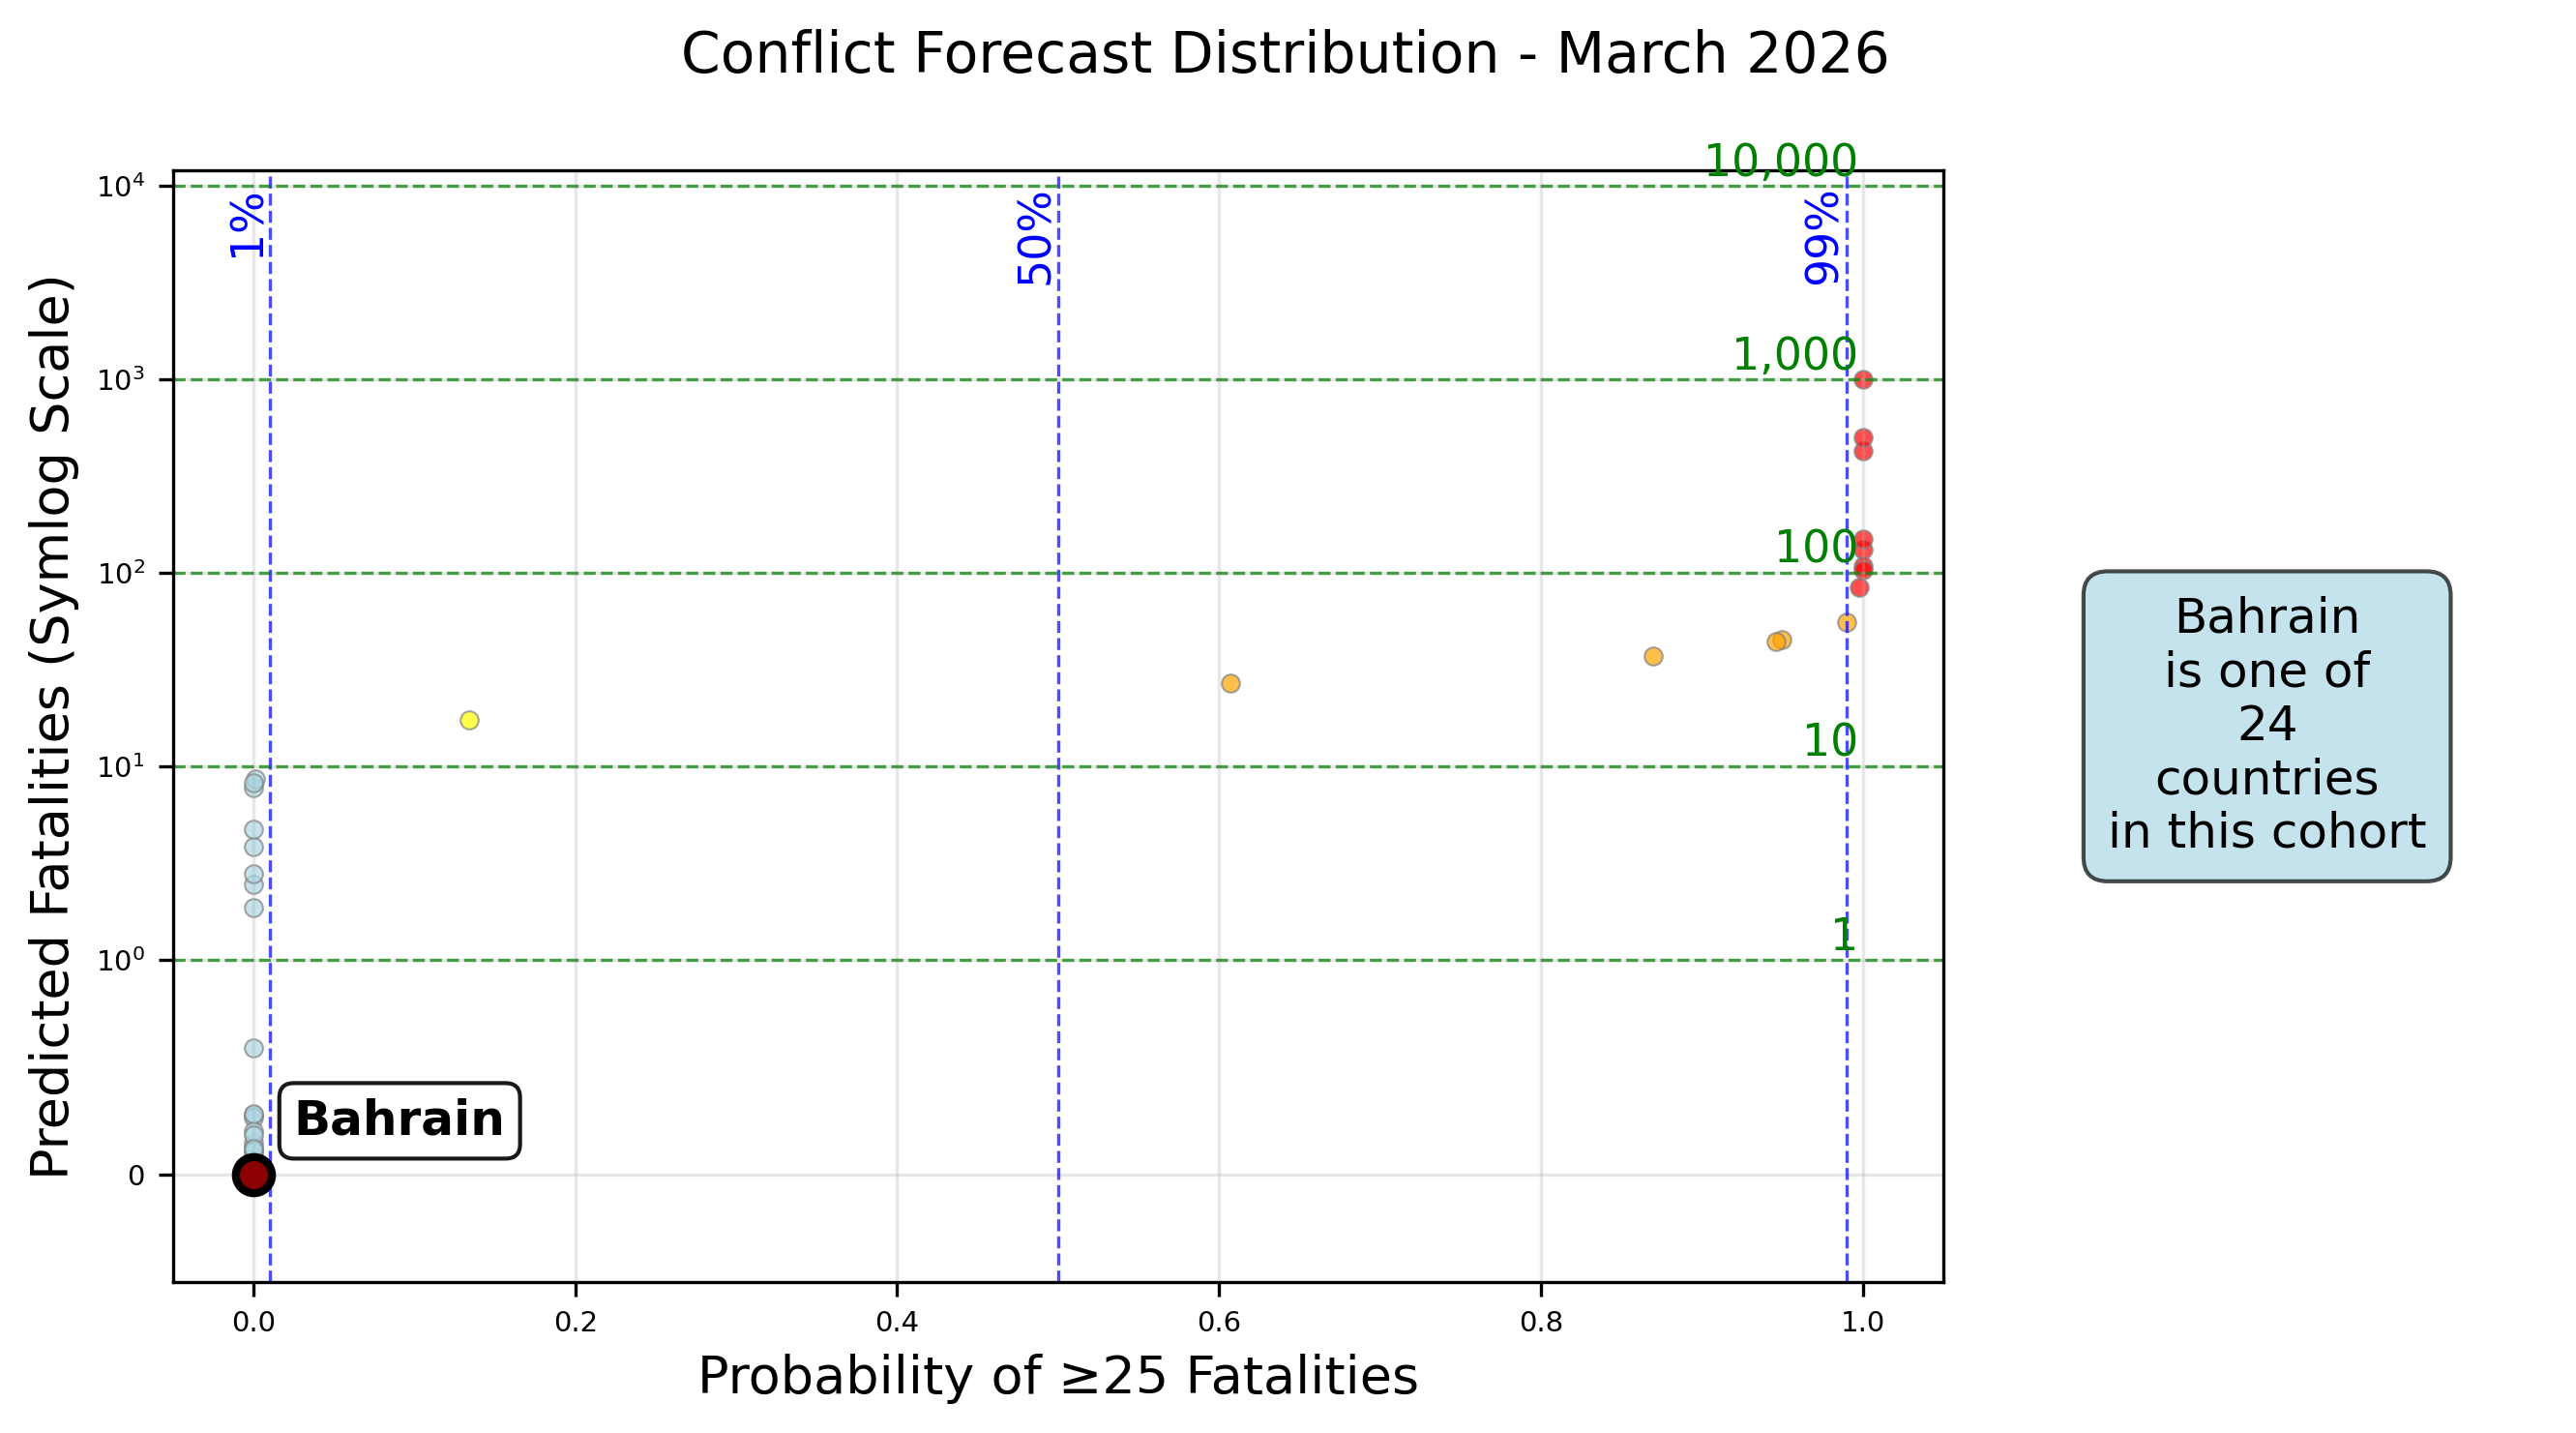 Conflict Forecast Distribution - March 2026
Predicted Fatalities (Symlog Scale)
10⁴
10³
10²
10¹
10⁰
0
1%
50%
99%
10,000
1,000
100
10
1
Bahrain
0.0
0.2
0.4
0.6
0.8
1.0
Probability of ≥25 Fatalities
Bahrain
is one of
24
countries
in this cohort